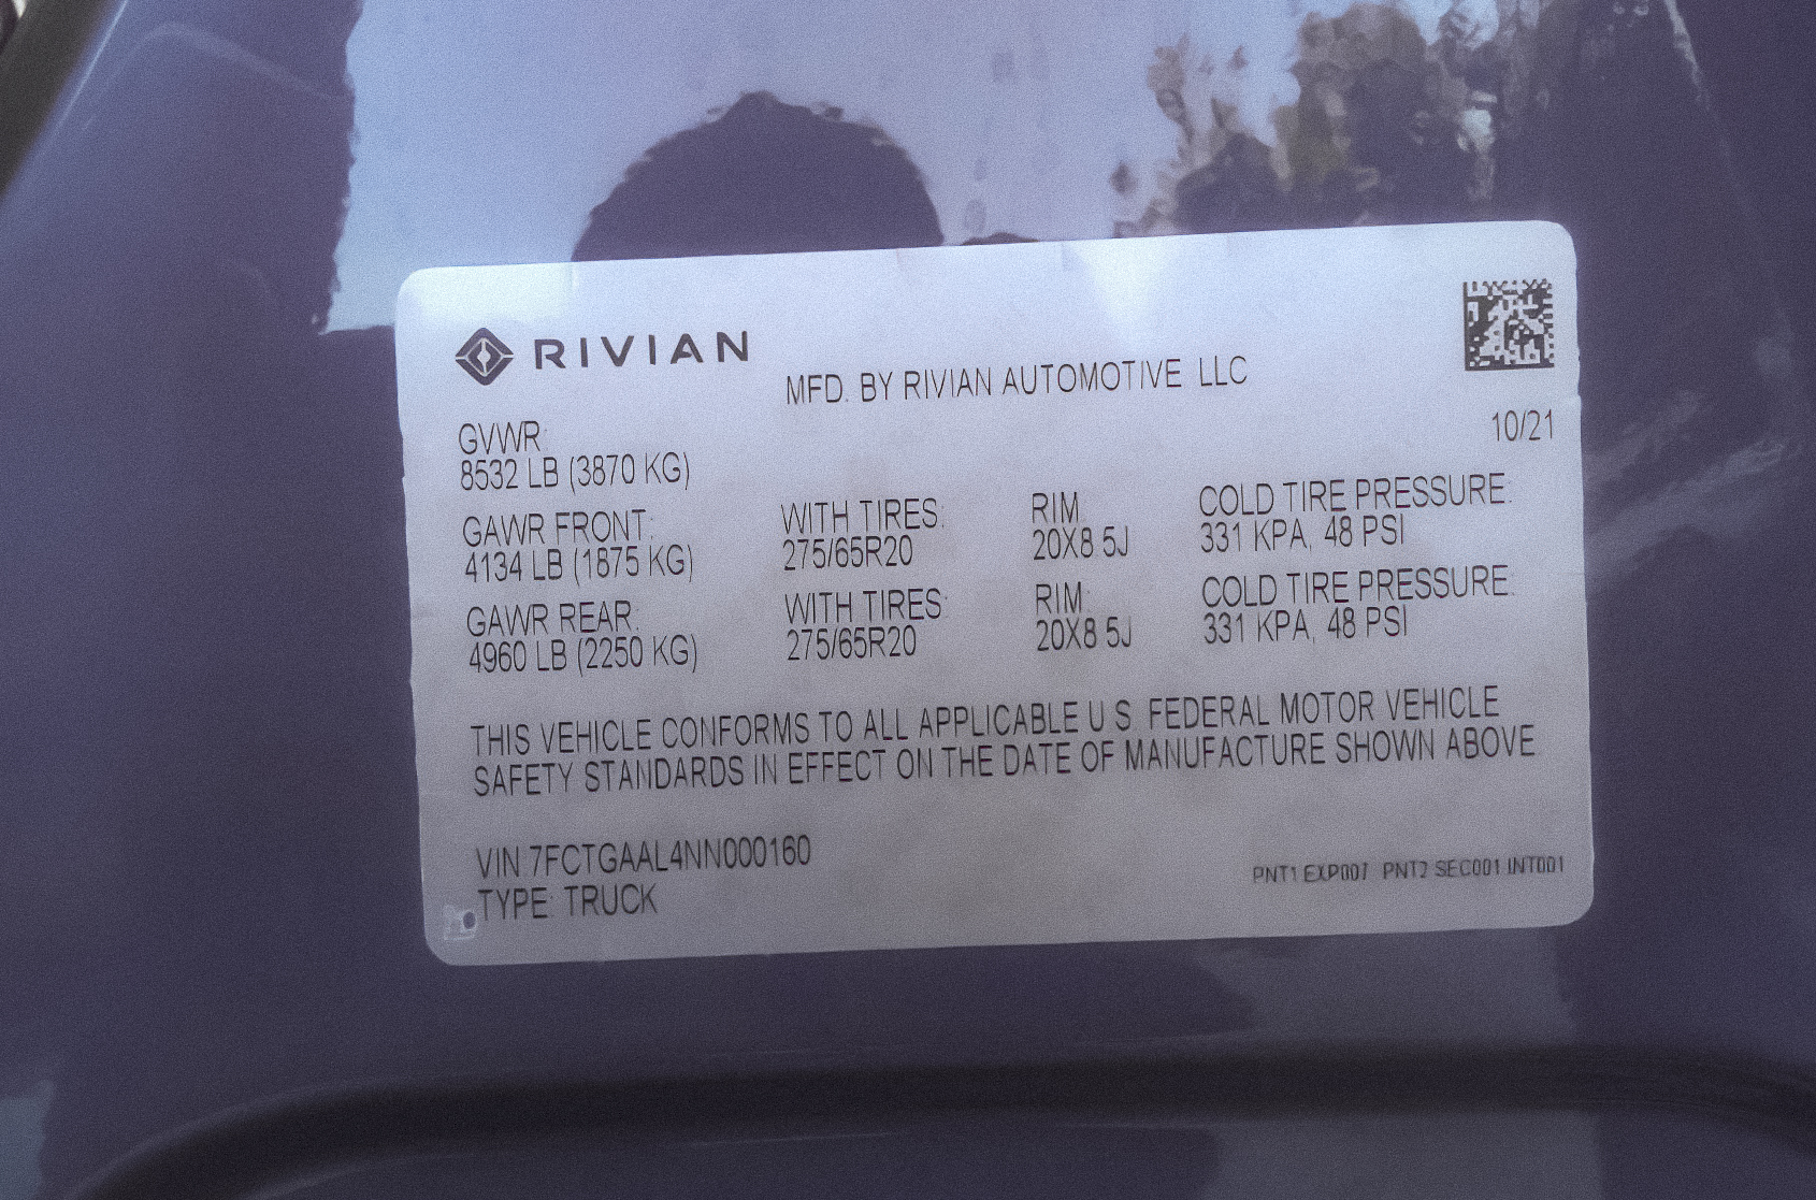 RIVIAN
MFD. BY RIVIAN AUTOMOTIVE LLC
10/21
GVWR:
8532 LB (3870 KG)
GAWR FRONT: WITH TIRES: RIM: COLD TIRE PRESSURE:
4134 LB (1875 KG) 275/65R20 20X8.5J 331 KPA, 48 PSI
GAWR REAR: WITH TIRES: RIM: COLD TIRE PRESSURE:
4960 LB (2250 KG) 275/65R20 20X8.5J 331 KPA, 48 PSI
THIS VEHICLE CONFORMS TO ALL APPLICABLE U.S. FEDERAL MOTOR VEHICLE
SAFETY STANDARDS IN EFFECT ON THE DATE OF MANUFACTURE SHOWN ABOVE
VIN:7FCTGAAL4NN000160
TYPE: TRUCK
PNT1 EXP007 PNT2 SEC001 INT001